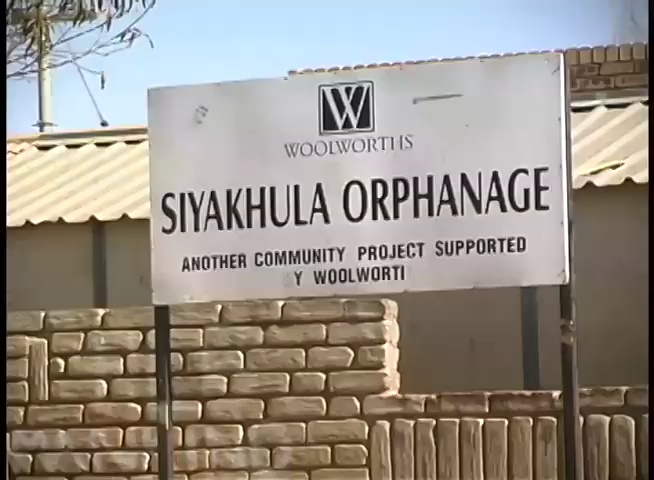 W
WOOLWORTHS
SIYAKHULA ORPHANAGE
ANOTHER COMMUNITY PROJECT SUPPORTED
Y WOOLWORTI